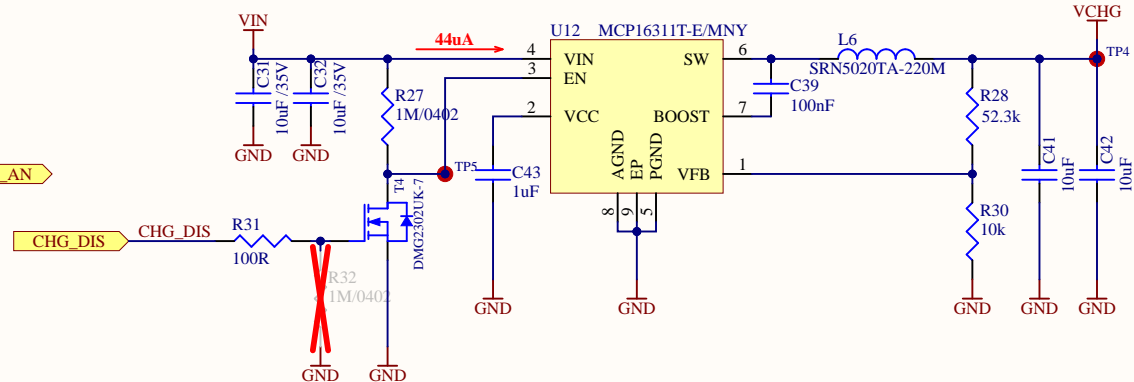 VIN
44uA
U12 MCP16311T-E/MNY
VCHG
TP4
C31
10uF /35V
C32
10uF /35V
R27
1M/0402
4 VIN
3 EN
2 VCC
SW 6
BOOST 7
VFB 1
AGND
EP
PGND
8
9
5
L6
SRN5020TA-220M
C39
100nF
R28
52.3k
C41
10uF
C42
10uF
GND
GND
_AN
TP5
T4
DMG2302UK-7
C43
1uF
CHG_DIS
CHG_DIS
R31
100R
R32
1M/0402
R30
10k
GND
GND
GND
GND
GND
GND
GND